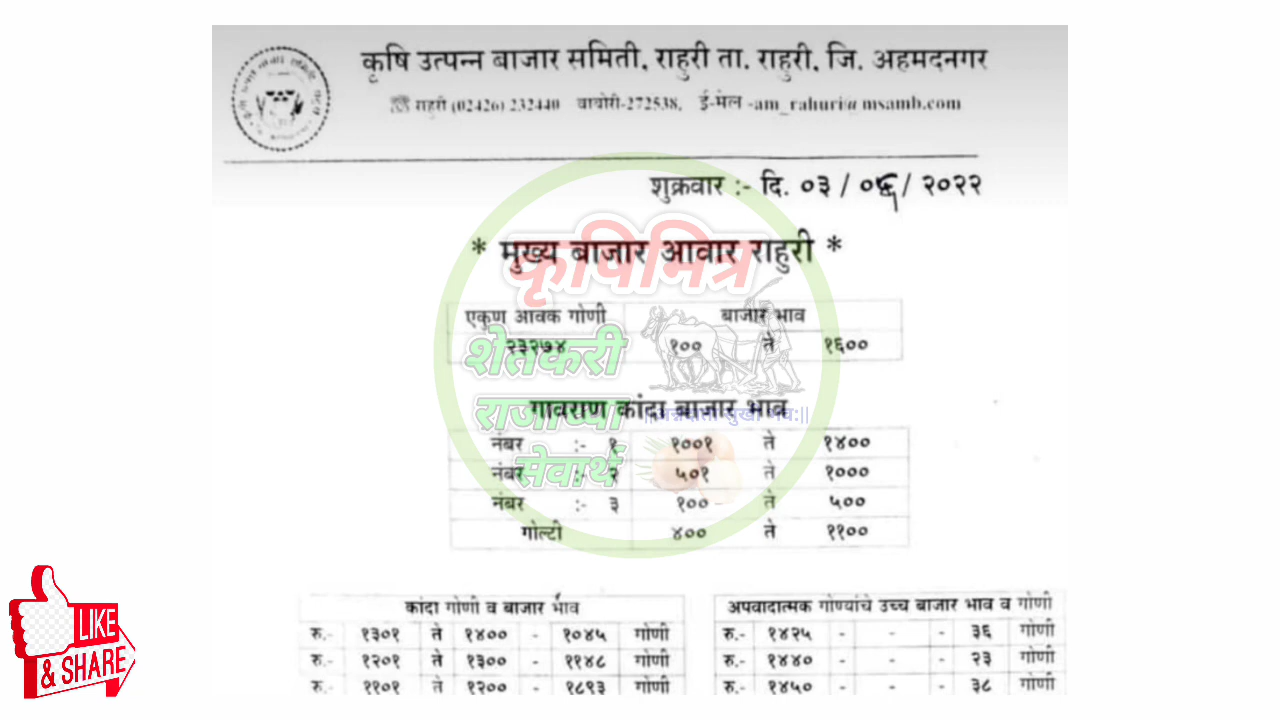 कृषि उत्पन्न बाजार समिती, राहुरी ता. राहुरी, जि. अहमदनगर
राहुरी (02426) 232440 वांबोरी-272538, ई-मेल -am_rahuri@msamb.com
शुक्रवार :- दि. ०३ / ०६ / २०२२
* मुख्य बाजार आवार राहुरी *
कृषिमित्र
एकुण आवक गोणी बाजार भाव
२३२७४ १०० ते १६००
शेतकरी
राजाच्या
सेवार्थ
गावराण कांदा बाजार भाव
नंबर :- १ १००१ ते १४००
नंबर :- २ ५०१ ते १०००
नंबर :- ३ १०० ते ५००
गोल्टी ४०० ते ११००
कांदा गोणी व बाजार भाव
रु.- १३०१ ते १४०० - १०४५ गोणी
रु.- १२०१ ते १३०० - ११४८ गोणी
रु.- ११०१ ते १२०० - १८९३ गोणी
अपवादात्मक गोण्यांचे उच्च बाजार भाव व गोणी
रु.- १४२५ - - - ३६ गोणी
रु.- १४४० - - - २३ गोणी
रु.- १४५० - - - ३८ गोणी
LIKE
& SHARE